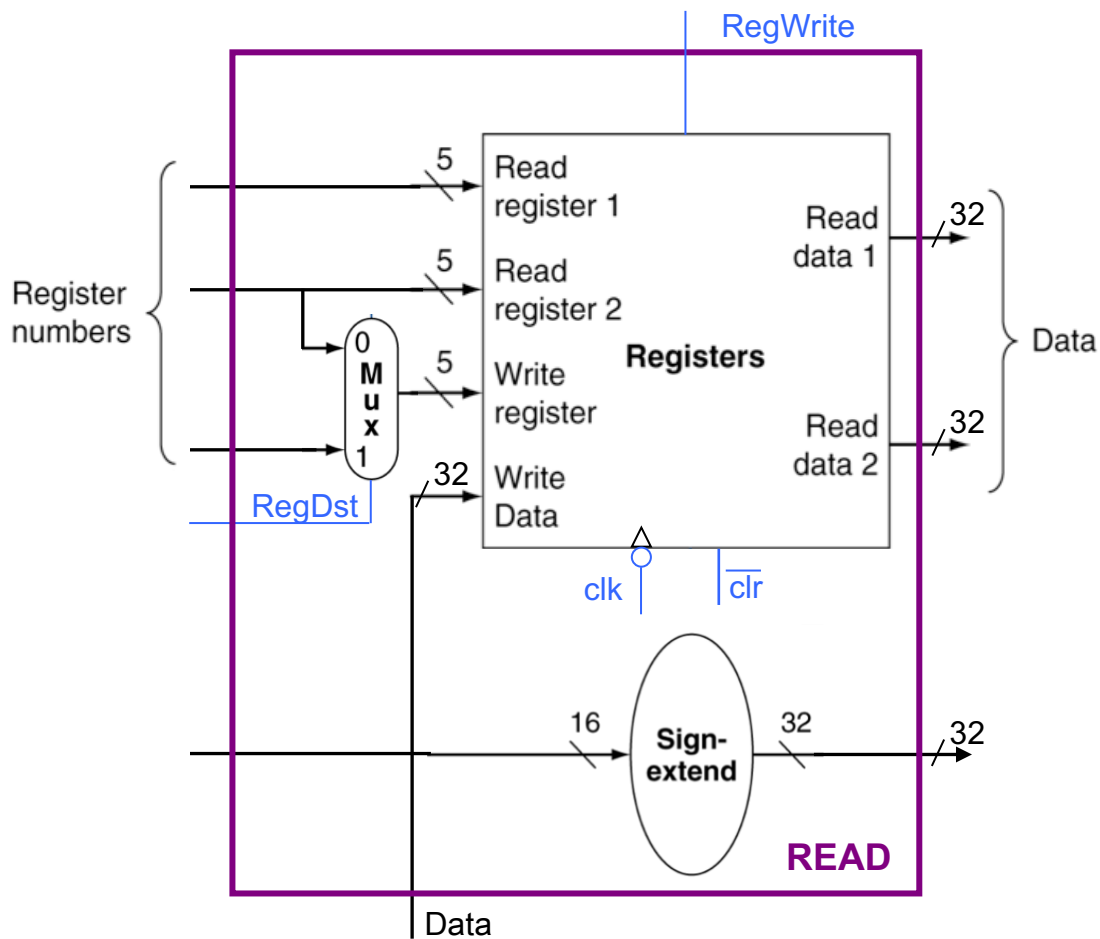 RegWrite
5
Read
register 1
32
Read
data 1
5
Read
register 2
Register
numbers
0
Mux
1
5
Write
register
Registers
Data
32
Read
data 2
32
Write
Data
RegDst
clk
clr
16
Sign-
extend
32
32
READ
Data